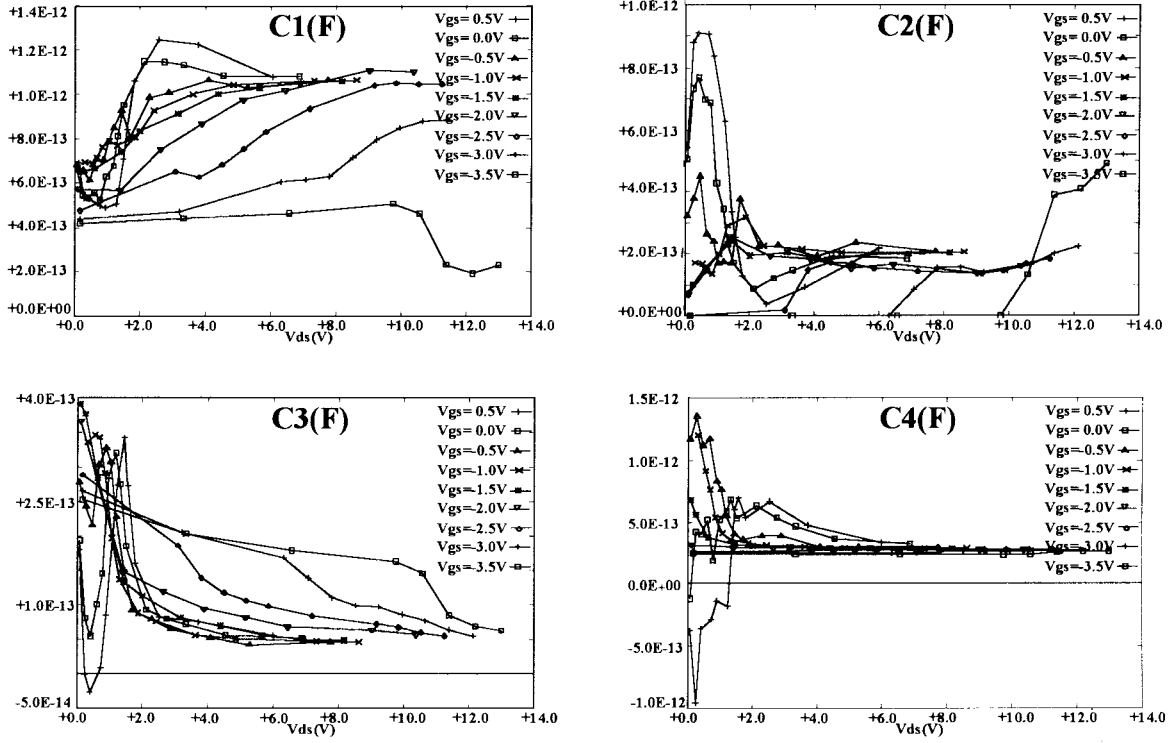 C1(F)
+1.4E-12
+1.2E-12
+1.0E-12
+8.0E-13
+6.0E-13
+4.0E-13
+2.0E-13
+0.0E+00
Vgs= 0.5V
Vgs= 0.0V
Vgs=-0.5V
Vgs=-1.0V
Vgs=-1.5V
Vgs=-2.0V
Vgs=-2.5V
Vgs=-3.0V
Vgs=-3.5V
+0.0 +2.0 +4.0 +6.0 +8.0 +10.0 +12.0 +14.0
Vds(V)
C2(F)
+1.0E-12
+8.0E-13
+6.0E-13
+4.0E-13
+2.0E-13
+0.0E+00
Vgs= 0.5V
Vgs= 0.0V
Vgs=-0.5V
Vgs=-1.0V
Vgs=-1.5V
Vgs=-2.0V
Vgs=-2.5V
Vgs=-3.0V
Vgs=-3.5V
+0.0 +2.0 +4.0 +6.0 +8.0 +10.0 +12.0 +14.0
Vds(V)
C3(F)
+4.0E-13
+2.5E-13
+1.0E-13
-5.0E-14
Vgs= 0.5V
Vgs= 0.0V
Vgs=-0.5V
Vgs=-1.0V
Vgs=-1.5V
Vgs=-2.0V
Vgs=-2.5V
Vgs=-3.0V
Vgs=-3.5V
+0.0 +2.0 +4.0 +6.0 +8.0 +10.0 +12.0 +14.0
Vds(V)
C4(F)
+1.5E-12
+1.0E-12
+5.0E-13
+0.0E+00
-5.0E-13
-1.0E-12
Vgs= 0.5V
Vgs= 0.0V
Vgs=-0.5V
Vgs=-1.0V
Vgs=-1.5V
Vgs=-2.0V
Vgs=-2.5V
Vgs=-3.0V
Vgs=-3.5V
+0.0 +2.0 +4.0 +6.0 +8.0 +10.0 +12.0 +14.0
Vds(V)